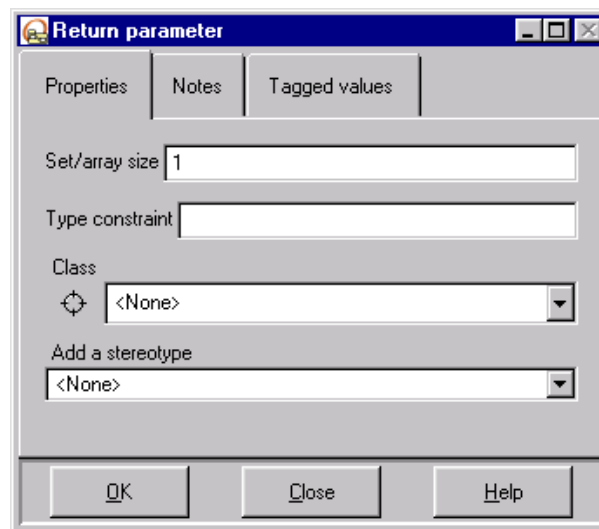 Return parameter
Properties Notes Tagged values
Set/array size 1
Type constraint
Class
<None>
Add a stereotype
<None>
OK Close Help